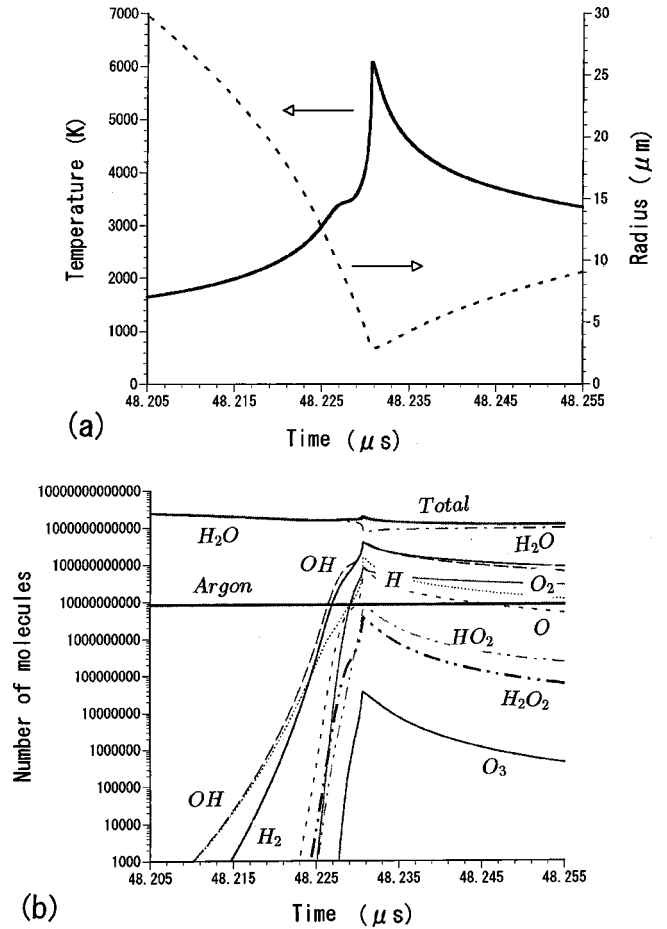 7000
6000
5000
4000
3000
2000
1000
0
Temperature (K)
30
25
20
15
10
5
0
Radius (μm)
48.205
48.215
48.225
48.235
48.245
48.255
(a)
Time (μs)
10000000000000
1000000000000
100000000000
10000000000
1000000000
100000000
10000000
1000000
100000
10000
1000
Number of molecules
Total
H₂O
H₂O
OH
H
O₂
Argon
HO₂
O
H₂O₂
OH
H₂
O₃
48.205
48.215
48.225
48.235
48.245
48.255
(b)
Time (μs)